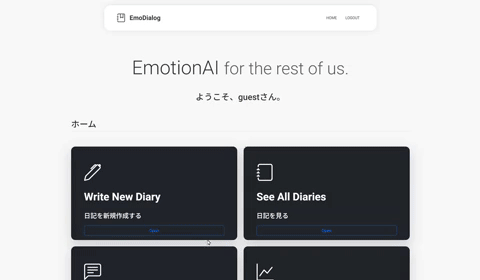 EmoDialog
HOME
LOGOUT
EmotionAI for the rest of us.
ようこそ、guestさん。
ホーム
Write New Diary
日記を新規作成する
Open
See All Diaries
日記を見る
Open